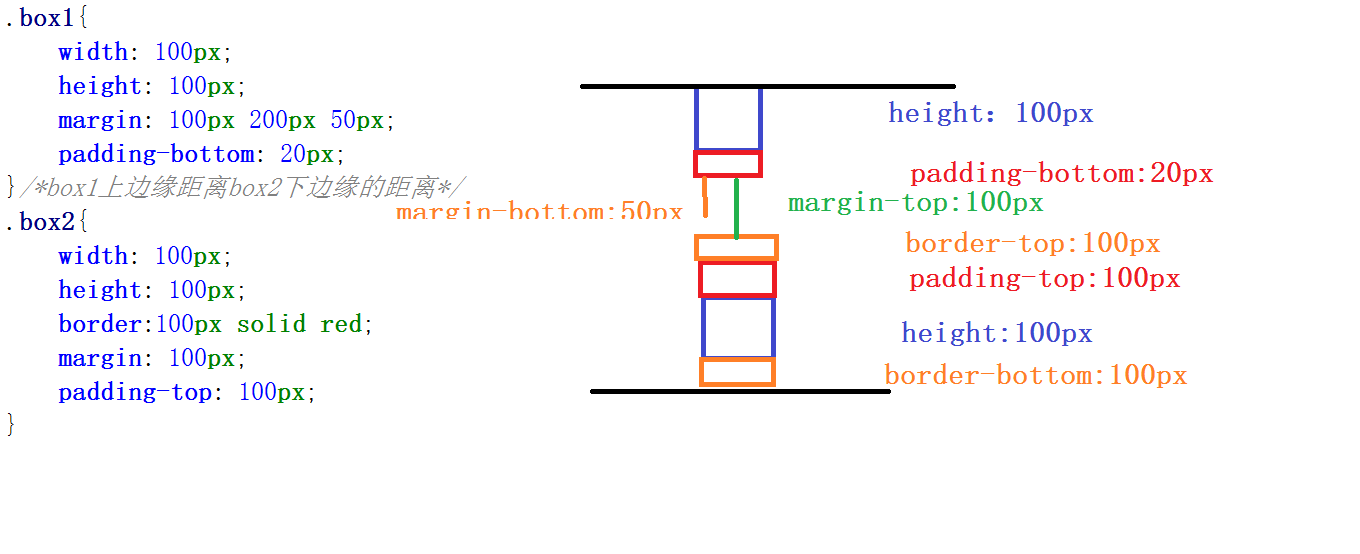 .box1{
width: 100px;
height: 100px;
margin: 100px 200px 50px;
padding-bottom: 20px;
}/*box1上边缘距离box2下边缘的距离*/
.box2{
width: 100px;
height: 100px;
border:100px solid red;
margin: 100px;
padding-top: 100px;
}
height：100px
padding-bottom:20px
margin-bottom:50px
margin-top:100px
border-top:100px
padding-top:100px
height:100px
border-bottom:100px